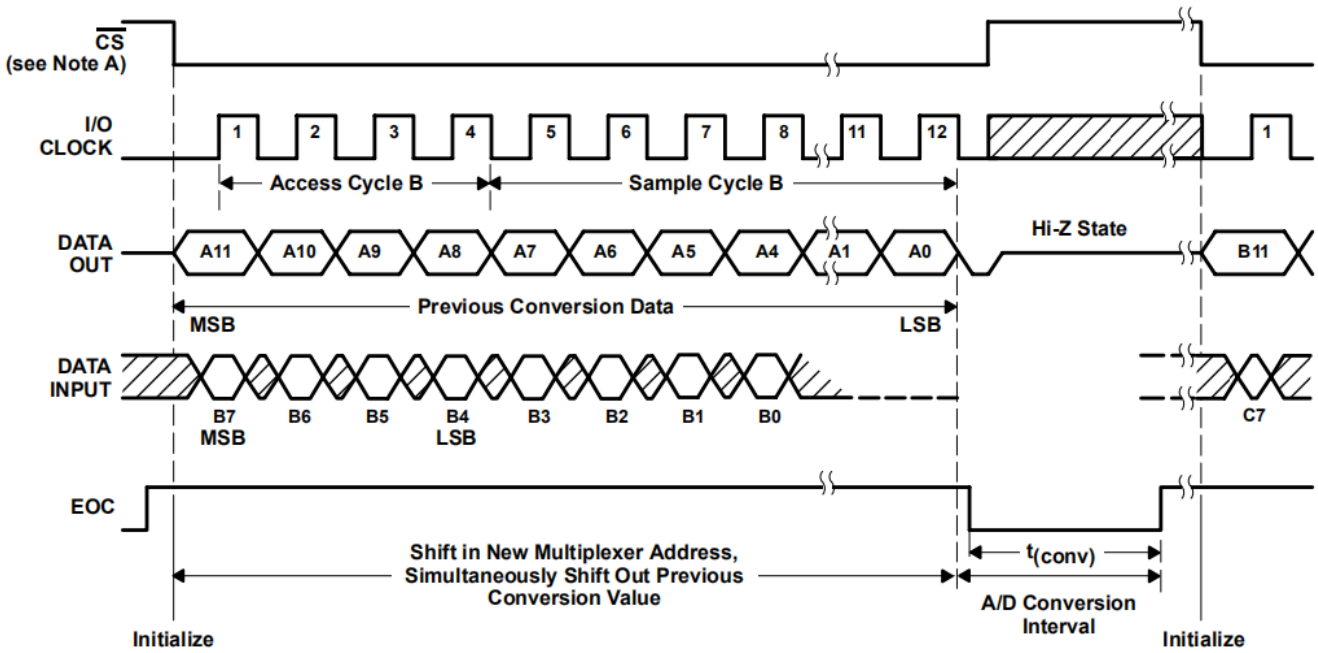 CS
(see Note A)
I/O
CLOCK
1 2 3 4 5 6 7 8 11 12 1
Access Cycle B Sample Cycle B
DATA
OUT
A11 A10 A9 A8 A7 A6 A5 A4 A1 A0 Hi-Z State B11
Previous Conversion Data
MSB LSB
DATA
INPUT
B7 B6 B5 B4 B3 B2 B1 B0 C7
MSB LSB
EOC
Shift in New Multiplexer Address,
Simultaneously Shift Out Previous
Conversion Value
t(conv)
A/D Conversion
Interval
Initialize Initialize